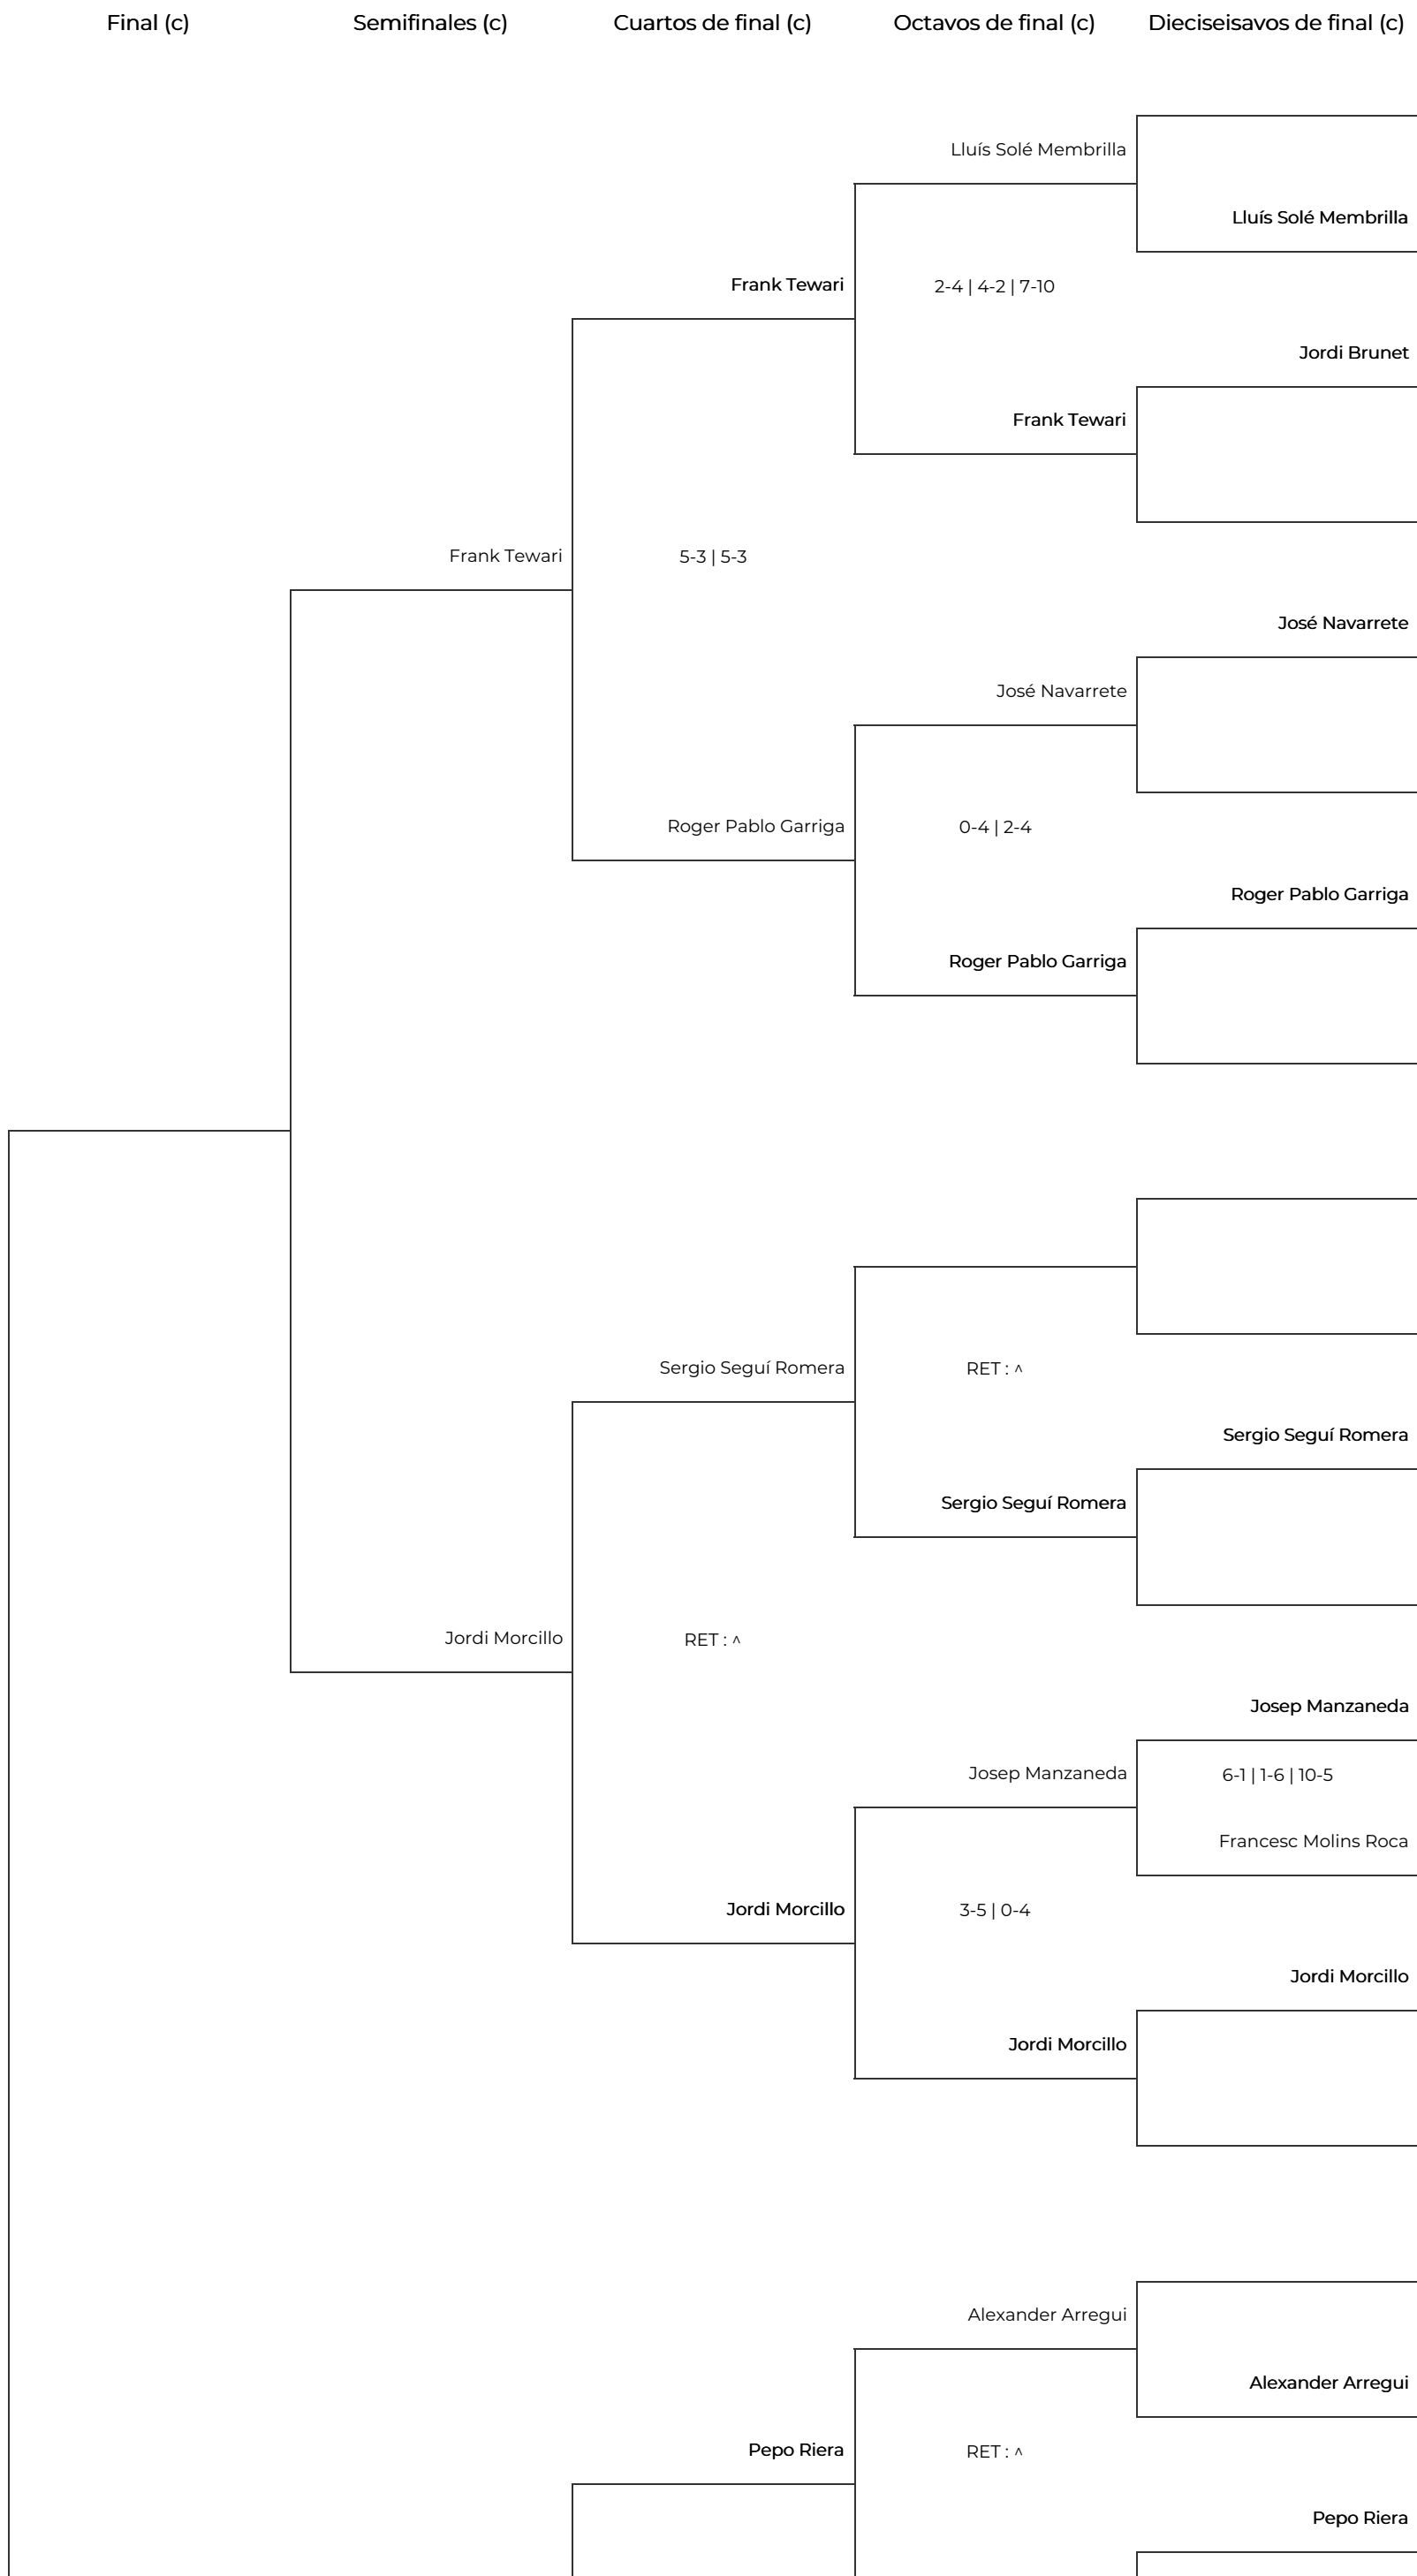 Final (c)
Semifinales (c)
Cuartos de final (c)
Octavos de final (c)
Dieciseisavos de final (c)
Lluís Solé Membrilla
Lluís Solé Membrilla
Frank Tewari
2-4 | 4-2 | 7-10
Jordi Brunet
Frank Tewari
Frank Tewari
5-3 | 5-3
José Navarrete
José Navarrete
Roger Pablo Garriga
0-4 | 2-4
Roger Pablo Garriga
Roger Pablo Garriga
Sergio Seguí Romera
RET : ^
Sergio Seguí Romera
Sergio Seguí Romera
Jordi Morcillo
RET : ^
Josep Manzaneda
Josep Manzaneda
6-1 | 1-6 | 10-5
Francesc Molins Roca
Jordi Morcillo
3-5 | 0-4
Jordi Morcillo
Jordi Morcillo
Alexander Arregui
Alexander Arregui
Pepo Riera
RET : ^
Pepo Riera